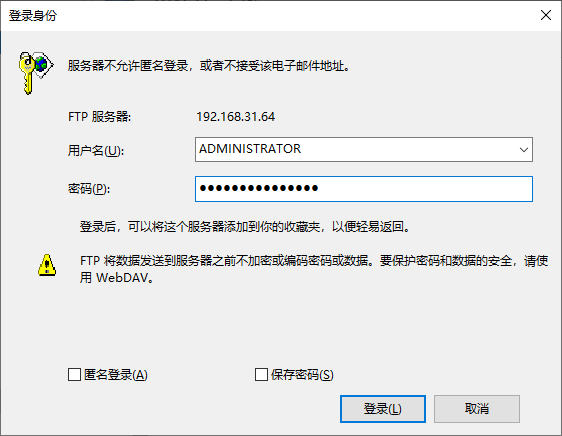 登录身份
服务器不允许匿名登录，或者不接受该电子邮件地址。
FTP 服务器: 192.168.31.64
用户名(U): ADMINISTRATOR
密码(P): ●●●●●●●●●●●●●●●
登录后，可以将这个服务器添加到你的收藏夹，以便轻易返回。
FTP 将数据发送到服务器之前不加密或编码密码或数据。要保护密码和数据的安全，请使
用 WebDAV。
匿名登录(A) 保存密码(S)
登录(L) 取消